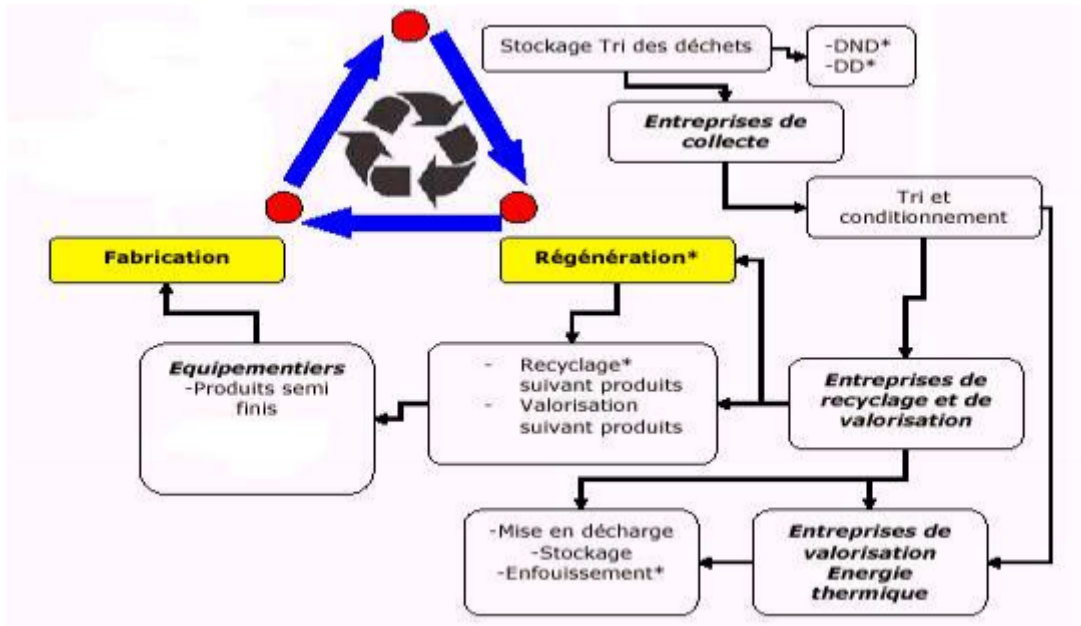 Stockage Tri des déchets
-DND*
-DD*
Entreprises de
collecte
Tri et
conditionnement
Fabrication
Régénération*
Equipementiers
-Produits semi
finis
- Recyclage*
suivant produits
- Valorisation
suivant produits
Entreprises de
recyclage et de
valorisation
-Mise en décharge
-Stockage
-Enfouissement*
Entreprises de
valorisation
Energie
thermique